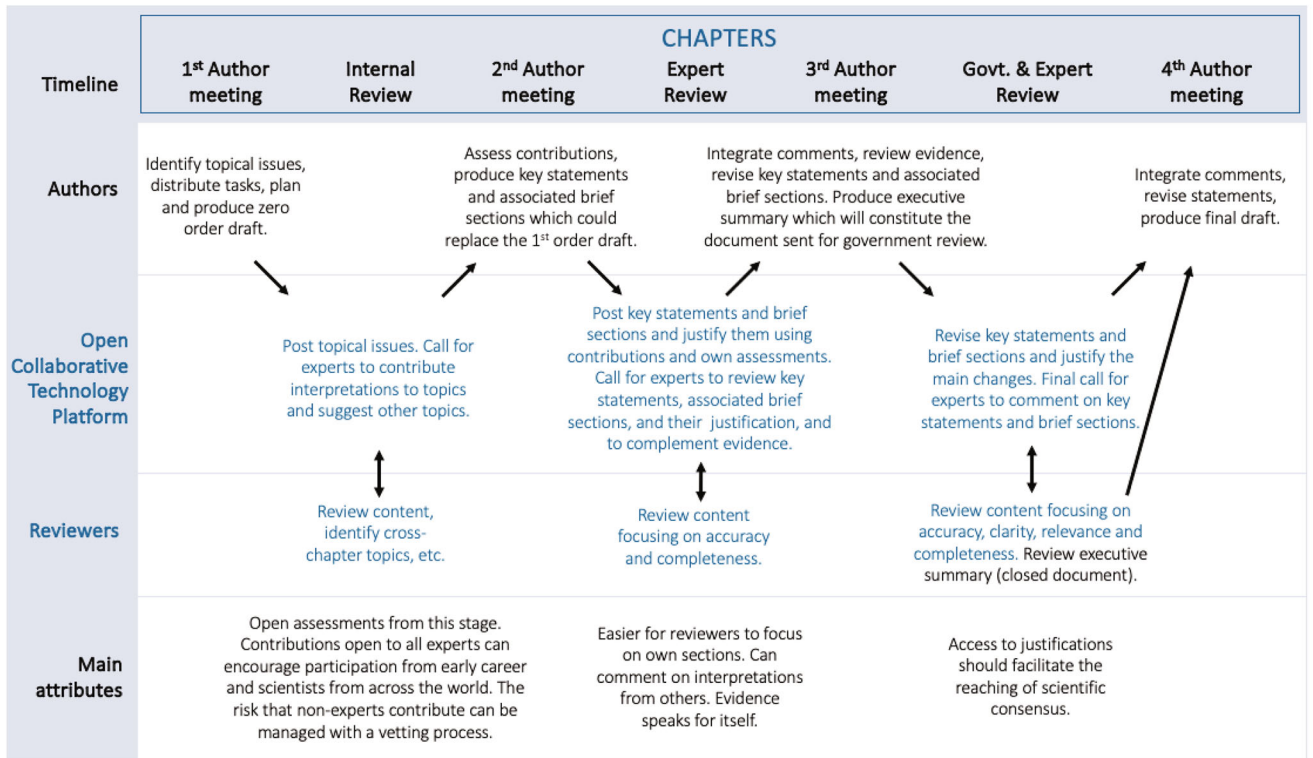 CHAPTERS
Timeline
1st Author
meeting
Internal
Review
2nd Author
meeting
Expert
Review
3rd Author
meeting
Govt. & Expert
Review
4th Author
meeting
Authors
Identify topical issues,
distribute tasks, plan
and produce zero
order draft.
Assess contributions,
produce key statements
and associated brief
sections which could
replace the 1st order draft.
Integrate comments, review evidence,
revise key statements and associated
brief sections. Produce executive
summary which will constitute the
document sent for government review.
Integrate comments,
revise statements,
produce final draft.
Open
Collaborative
Technology
Platform
Post topical issues. Call for
experts to contribute
interpretations to topics
and suggest other topics.
Post key statements and brief
sections and justify them using
contributions and own assessments.
Call for experts to review key
statements, associated brief
sections, and their justification, and
to complement evidence.
Revise key statements and
brief sections and justify the
main changes. Final call for
experts to comment on key
statements and brief sections.
Reviewers
Review content,
identify cross-
chapter topics, etc.
Review content
focusing on accuracy
and completeness.
Review content focusing on
accuracy, clarity, relevance and
completeness. Review executive
summary (closed document).
Main
attributes
Open assessments from this stage.
Contributions open to all experts can
encourage participation from early career
and scientists from across the world. The
risk that non-experts contribute can be
managed with a vetting process.
Easier for reviewers to focus
on own sections. Can
comment on interpretations
from others. Evidence
speaks for itself.
Access to justifications
should facilitate the
reaching of scientific
consensus.